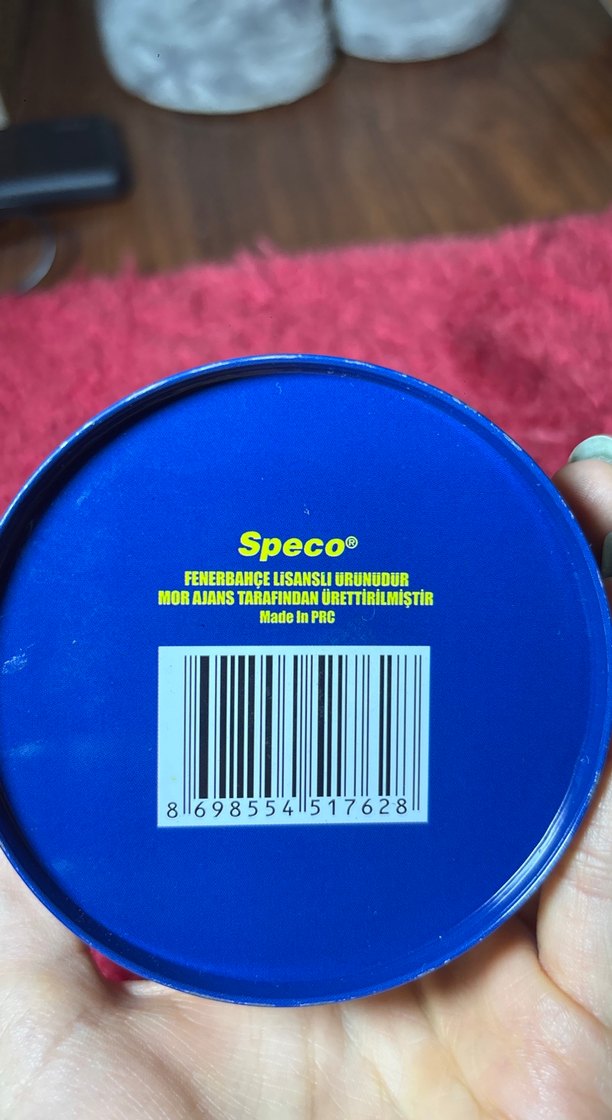 Speco®
FENERBAHÇE LİSANSLI ÜRÜNÜDÜR
MOR AJANS TARAFINDAN ÜRETTİRİLMİŞTİR
Made In PRC
8 698554 517628